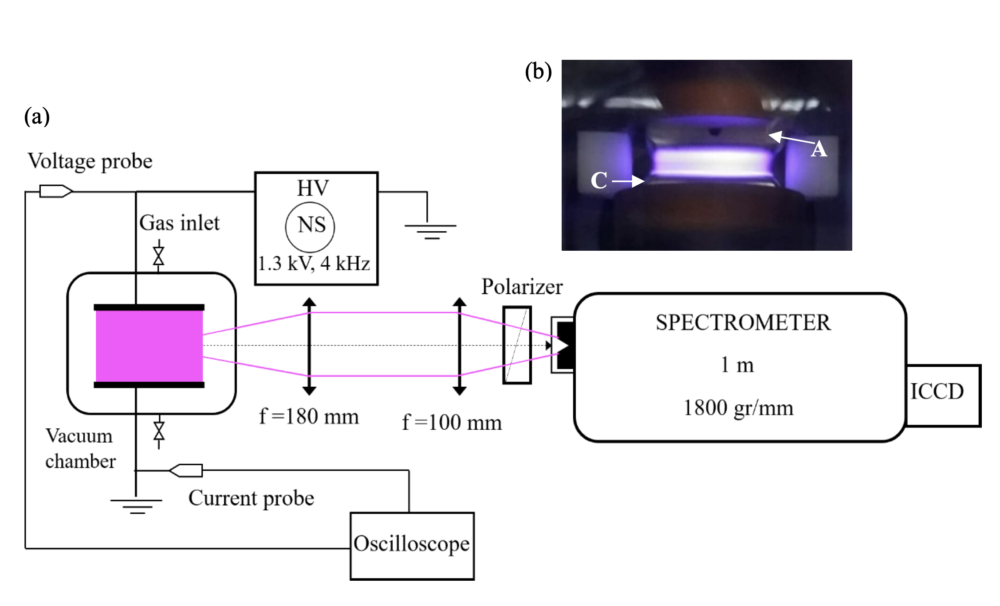 (b)
(a)
A
C
Voltage probe
HV
NS
1.3 kV, 4 kHz
Gas inlet
Polarizer
SPECTROMETER
1 m
1800 gr/mm
ICCD
f =180 mm
f =100 mm
Vacuum
chamber
Current probe
Oscilloscope